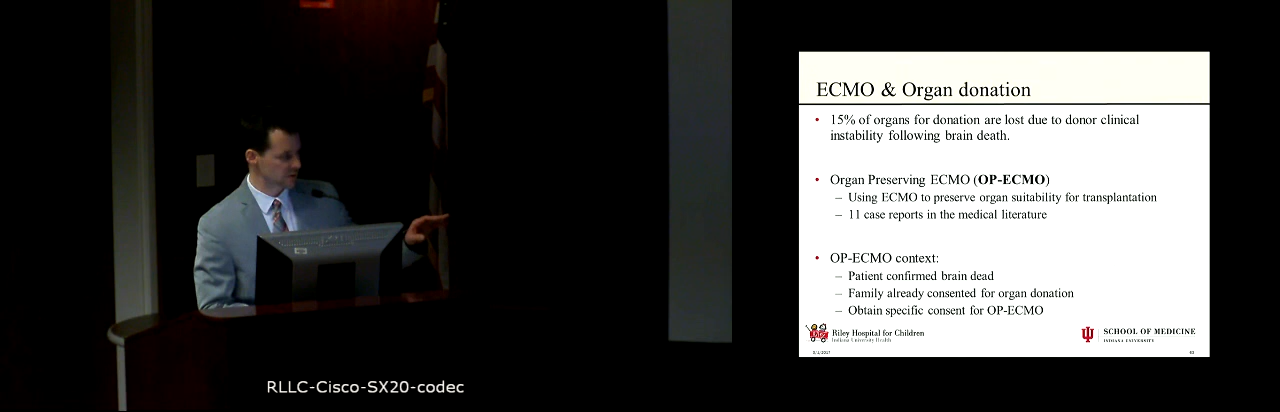 ECMO & Organ donation
• 15% of organs for donation are lost due to donor clinical
instability following brain death.
• Organ Preserving ECMO (OP-ECMO)
– Using ECMO to preserve organ suitability for transplantation
– 11 case reports in the medical literature
• OP-ECMO context:
– Patient confirmed brain dead
– Family already consented for organ donation
– Obtain specific consent for OP-ECMO
Riley Hospital for Children
Indiana University Health
SCHOOL OF MEDICINE
INDIANA UNIVERSITY
RLLC-Cisco-SX20-codec